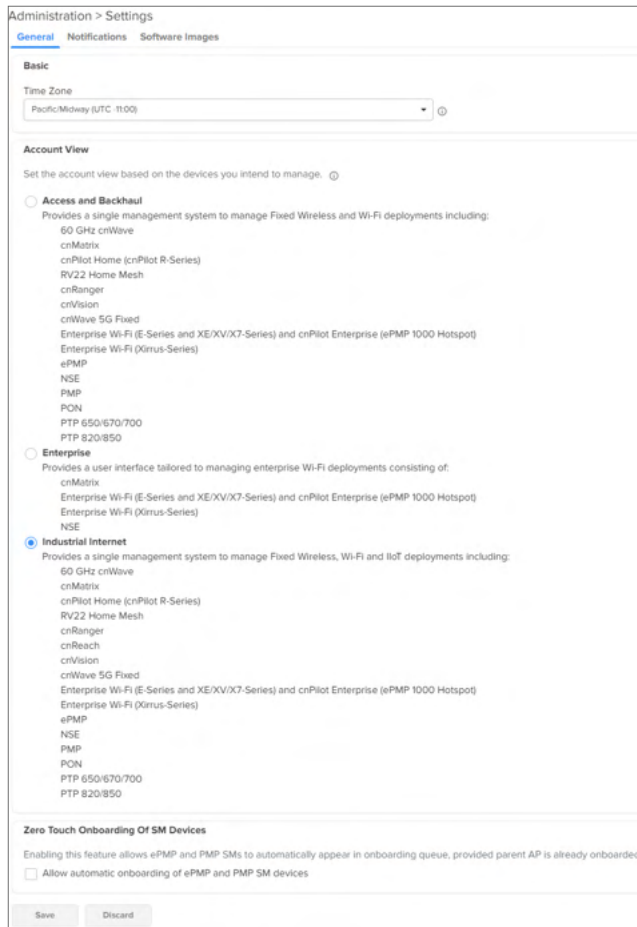 Administration > Settings
General Notifications Software Images
Basic
Time Zone
Pacific/Midway (UTC -11:00)
Account View
Set the account view based on the devices you intend to manage.
Access and Backhaul
Provides a single management system to manage Fixed Wireless and Wi-Fi deployments including:
60 GHz cnWave
cnMatrix
cnPilot Home (cnPilot R-Series)
RV22 Home Mesh
cnRanger
cnVision
cnWave 5G Fixed
Enterprise Wi-Fi (E-Series and XE/XV/X7-Series) and cnPilot Enterprise (ePMP 1000 Hotspot)
Enterprise Wi-Fi (Xirrus-Series)
ePMP
NSE
PMP
PON
PTP 650/670/700
PTP 820/850
Enterprise
Provides a user interface tailored to managing enterprise Wi-Fi deployments consisting of:
cnMatrix
Enterprise Wi-Fi (E-Series and XE/XV/X7-Series) and cnPilot Enterprise (ePMP 1000 Hotspot)
Enterprise Wi-Fi (Xirrus-Series)
NSE
Industrial Internet
Provides a single management system to manage Fixed Wireless, Wi-Fi and IIoT deployments including:
60 GHz cnWave
cnMatrix
cnPilot Home (cnPilot R-Series)
RV22 Home Mesh
cnRanger
cnReach
cnVision
cnWave 5G Fixed
Enterprise Wi-Fi (E-Series and XE/XV/X7-Series) and cnPilot Enterprise (ePMP 1000 Hotspot)
Enterprise Wi-Fi (Xirrus-Series)
ePMP
NSE
PMP
PON
PTP 650/670/700
PTP 820/850
Zero Touch Onboarding Of SM Devices
Enabling this feature allows ePMP and PMP SMs to automatically appear in onboarding queue, provided parent AP is already onboarded
Allow automatic onboarding of ePMP and PMP SM devices
Save Discard